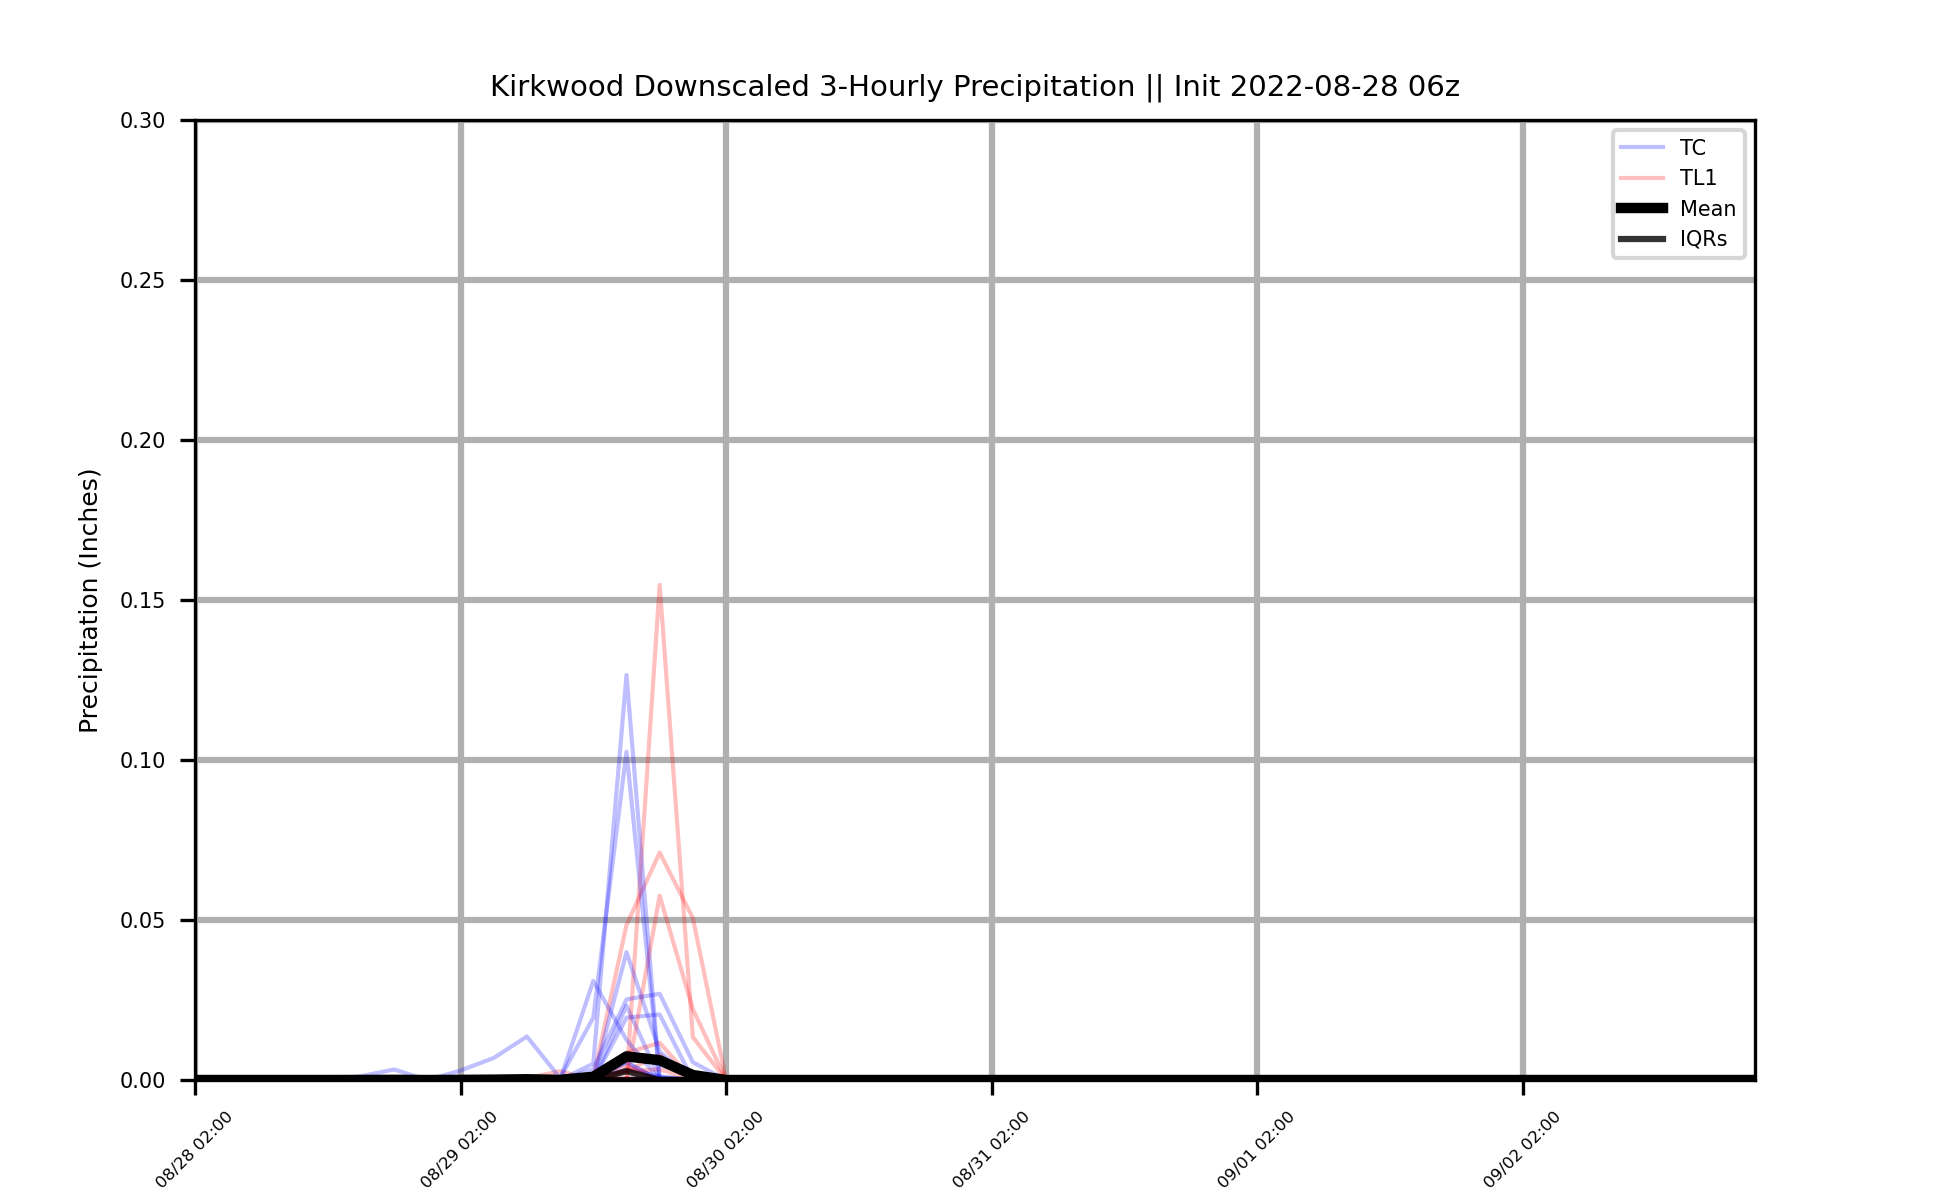 Kirkwood Downscaled 3-Hourly Precipitation || Init 2022-08-28 06z
TC
TL1
Mean
IQRs
Precipitation (Inches)
0.30
0.25
0.20
0.15
0.10
0.05
0.00
08/28 02:00
08/29 02:00
08/30 02:00
08/31 02:00
09/01 02:00
09/02 02:00